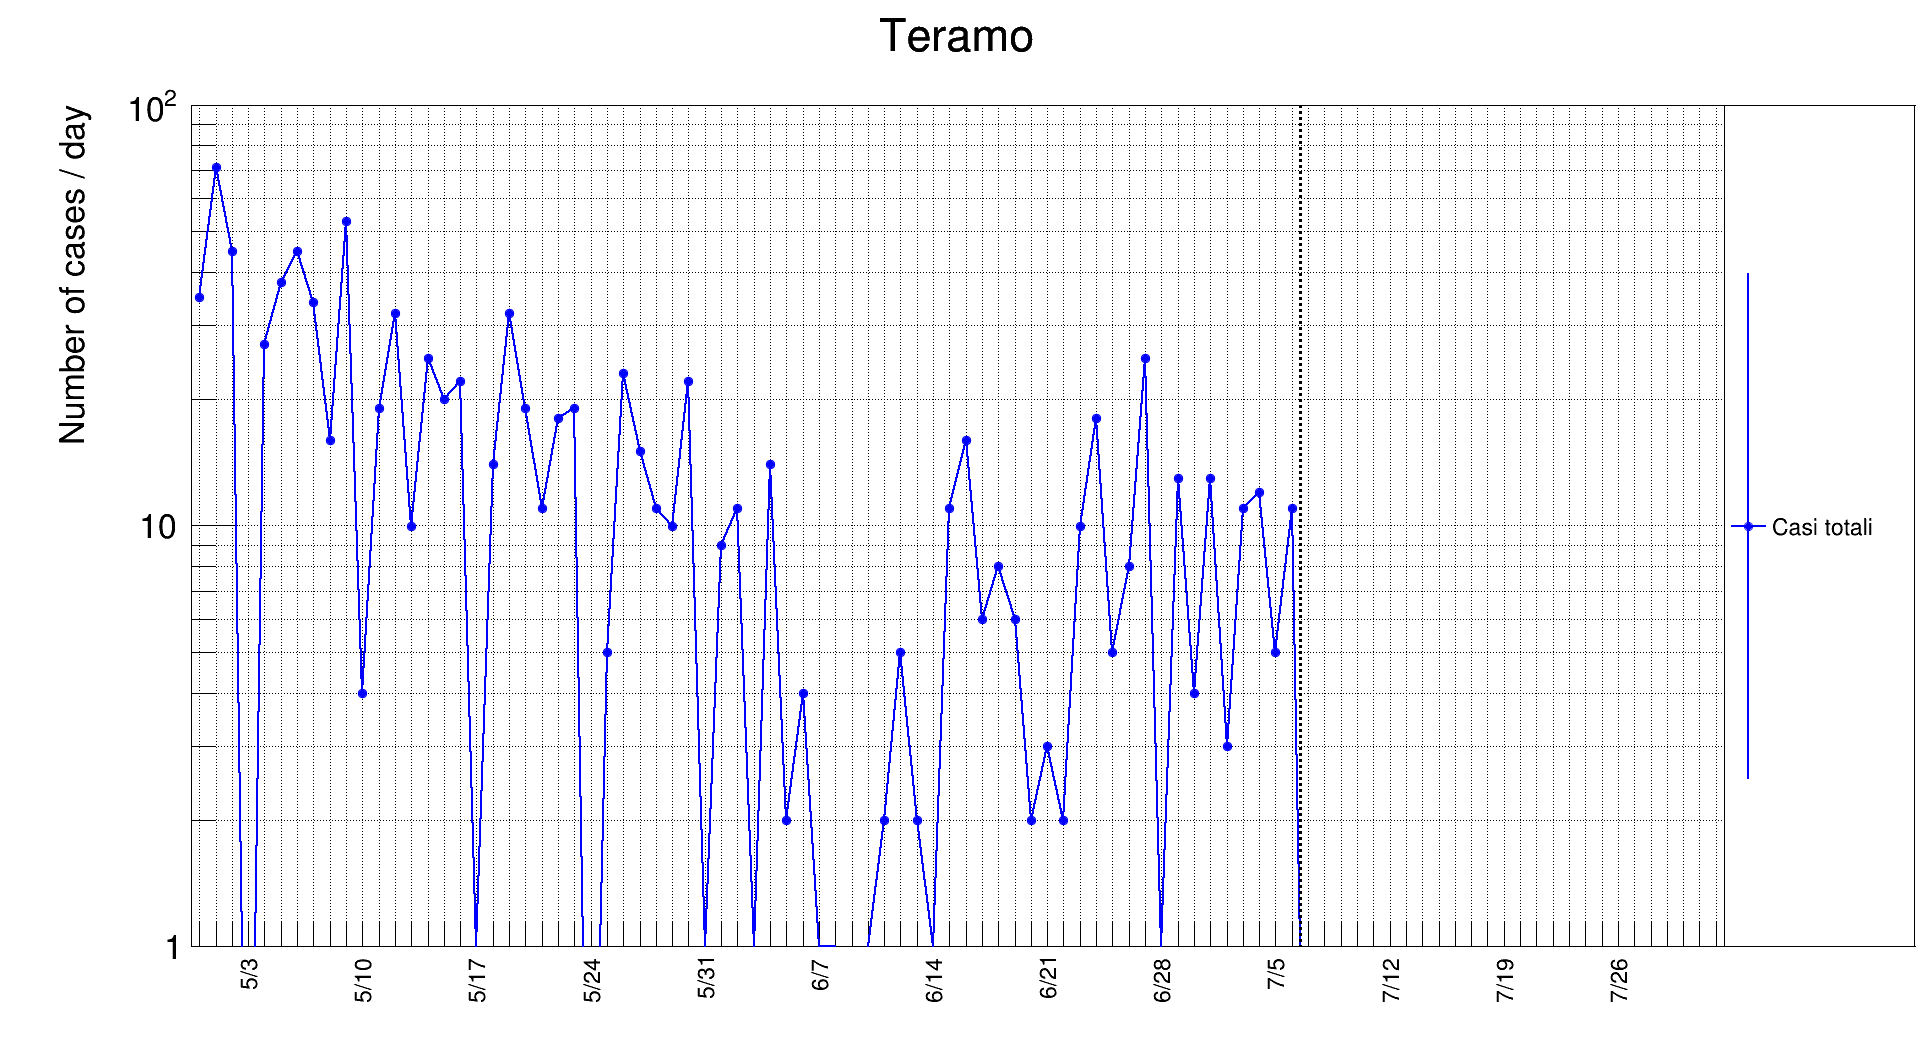 Teramo
Number of cases / day
10²
10
1
5/3 5/10 5/17 5/24 5/31 6/7 6/14 6/21 6/28 7/5 7/12 7/19 7/26
Casi totali